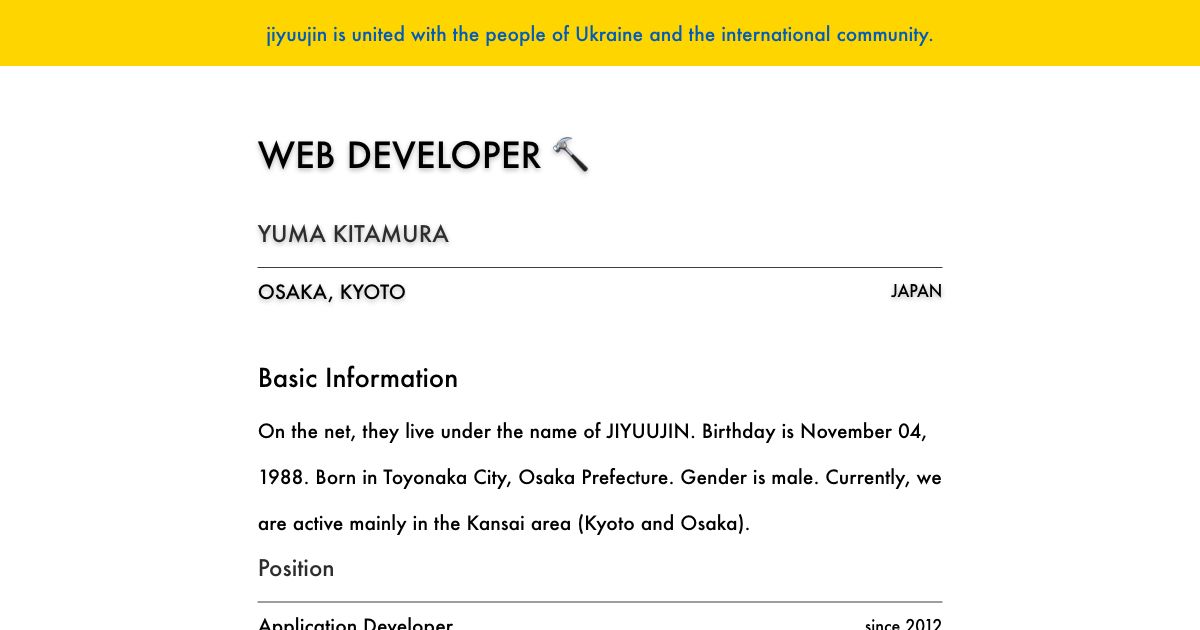 jiyuujin is united with the people of Ukraine and the international community.
WEB DEVELOPER 🔨
YUMA KITAMURA
OSAKA, KYOTO
JAPAN
Basic Information
On the net, they live under the name of JIYUUJIN. Birthday is November 04,
1988. Born in Toyonaka City, Osaka Prefecture. Gender is male. Currently, we
are active mainly in the Kansai area (Kyoto and Osaka).
Position
Application Developer
since 2012